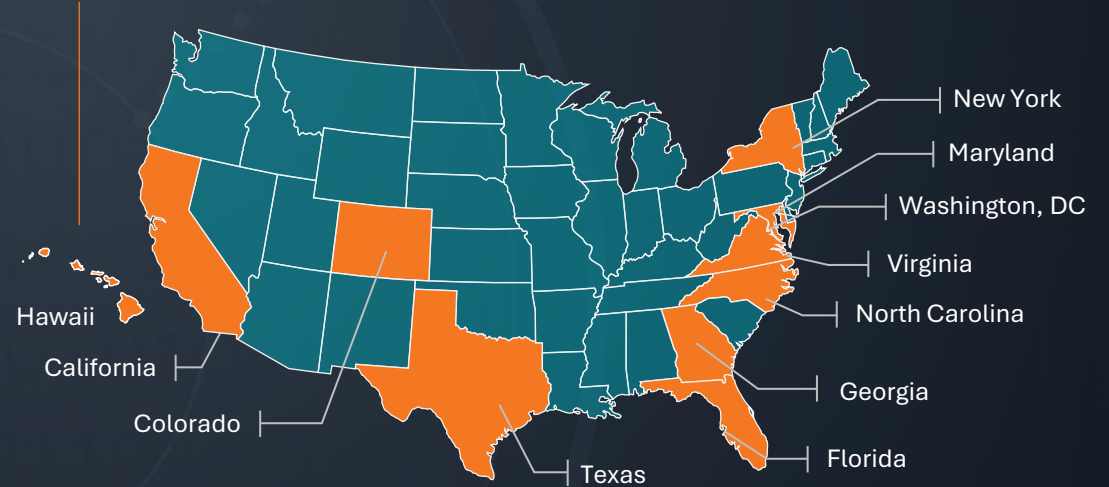 New York
Maryland
Washington, DC
Virginia
Hawaii
North Carolina
California
Georgia
Colorado
Florida
Texas